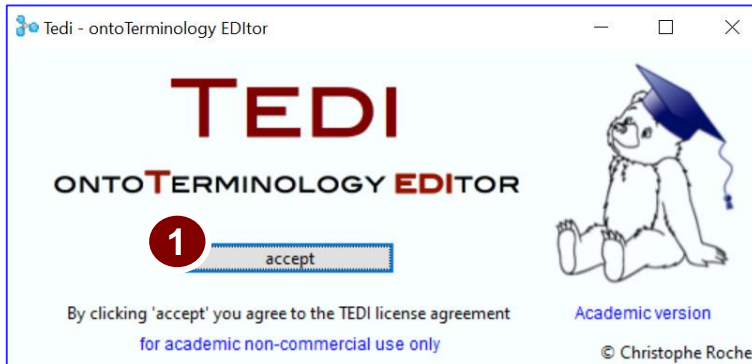 Tedi - ontoTerminology EDItor
TEDI
ONTOTERMINOLOGY EDITOR
1
accept
By clicking 'accept' you agree to the TEDI license agreement
for academic non-commercial use only
Academic version
© Christophe Roche